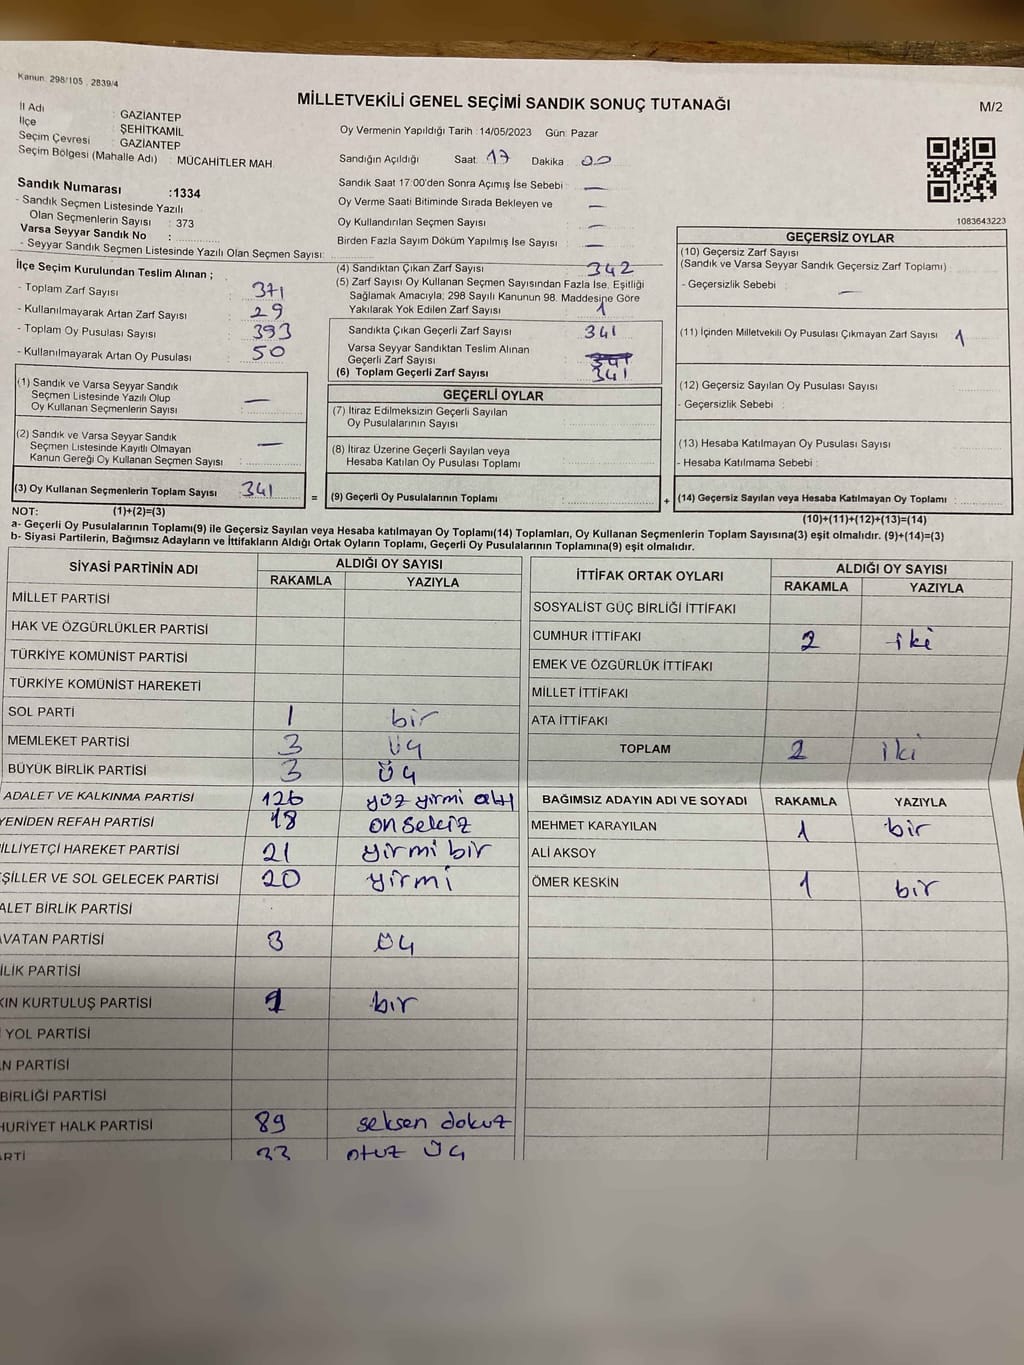 Kanun. 298/105 , 2839/4
MİLLETVEKİLİ GENEL SEÇİMİ SANDIK SONUÇ TUTANAĞI
M/2
İl Adı : GAZİANTEP
İlçe : ŞEHİTKAMİL
Seçim Çevresi : GAZİANTEP
Seçim Bölgesi (Mahalle Adı) : MÜCAHİTLER MAH.
Sandık Numarası :1334
- Sandık Seçmen Listesinde Yazılı
Olan Seçmenlerin Sayısı : 373
Varsa Seyyar Sandık No :
- Seyyar Sandık Seçmen Listesinde Yazılı Olan Seçmen Sayısı:
Oy Vermenin Yapıldığı Tarih : 14/05/2023 Gün: Pazar
Sandığın Açıldığı Saat: 17 Dakika : 00
Sandık Saat 17:00'den Sonra Açımış İse Sebebi : —
Oy Verme Saati Bitiminde Sırada Bekleyen ve
Oy Kullandırılan Seçmen Sayısı : —
Birden Fazla Sayım Döküm Yapılmış İse Sayısı : —
1083643223
İlçe Seçim Kurulundan Teslim Alınan ;
- Toplam Zarf Sayısı : 371
- Kullanılmayarak Artan Zarf Sayısı : 29
- Toplam Oy Pusulası Sayısı : 393
- Kullanılmayarak Artan Oy Pusulası : 50
(1) Sandık ve Varsa Seyyar Sandık
Seçmen Listesinde Yazılı Olup
Oy Kullanan Seçmenlerin Sayısı : —
(2) Sandık ve Varsa Seyyar Sandık
Seçmen Listesinde Kayıtlı Olmayan
Kanun Gereği Oy Kullanan Seçmen Sayısı : —
(3) Oy Kullanan Seçmenlerin Toplam Sayısı : 341
(4) Sandıktan Çıkan Zarf Sayısı : 342
(5) Zarf Sayısı Oy Kullanan Seçmen Sayısından Fazla İse, Eşitliği
Sağlamak Amacıyla; 298 Sayılı Kanunun 98. Maddesine Göre
Yakılarak Yok Edilen Zarf Sayısı : 1
Sandıkta Çıkan Geçerli Zarf Sayısı : 341
Varsa Seyyar Sandıktan Teslim Alınan
Geçerli Zarf Sayısı :
(6) Toplam Geçerli Zarf Sayısı : 341
GEÇERLİ OYLAR
(7) İtiraz Edilmeksizin Geçerli Sayılan
Oy Pusulalarının Sayısı :
(8) İtiraz Üzerine Geçerli Sayılan veya
Hesaba Katılan Oy Pusulası Toplamı :
= (9) Geçerli Oy Pusulalarının Toplamı :
GEÇERSİZ OYLAR
(10) Geçersiz Zarf Sayısı
(Sandık ve Varsa Seyyar Sandık Geçersiz Zarf Toplamı) :
- Geçersizlik Sebebi : —
(11) İçinden Milletvekili Oy Pusulası Çıkmayan Zarf Sayısı : 1
(12) Geçersiz Sayılan Oy Pusulası Sayısı :
- Geçersizlik Sebebi :
(13) Hesaba Katılmayan Oy Pusulası Sayısı :
- Hesaba Katılmama Sebebi :
+ (14) Geçersiz Sayılan veya Hesaba Katılmayan Oy Toplamı :
NOT: (1)+(2)=(3)
(10)+(11)+(12)+(13)=(14)
a- Geçerli Oy Pusulalarının Toplamı(9) ile Geçersiz Sayılan veya Hesaba katılmayan Oy Toplamı(14) Toplamları, Oy Kullanan Seçmenlerin Toplam Sayısına(3) eşit olmalıdır. (9)+(14)=(3)
b- Siyasi Partilerin, Bağımsız Adayların ve İttifakların Aldığı Ortak Oyların Toplamı, Geçerli Oy Pusulalarının Toplamına(9) eşit olmalıdır.
SİYASİ PARTİNİN ADI ALDIĞI OY SAYISI
RAKAMLA YAZIYLA
MİLLET PARTİSİ
HAK VE ÖZGÜRLÜKLER PARTİSİ
TÜRKİYE KOMÜNİST PARTİSİ
TÜRKİYE KOMÜNİST HAREKETİ
SOL PARTİ 1 bir
MEMLEKET PARTİSİ 3 üç
BÜYÜK BİRLİK PARTİSİ 3 üç
ADALET VE KALKINMA PARTİSİ 126 yüz yirmi altı
YENİDEN REFAH PARTİSİ 18 on sekiz
İLLİYETÇİ HAREKET PARTİSİ 21 yirmi bir
ŞİLLER VE SOL GELECEK PARTİSİ 20 yirmi
ALET BİRLİK PARTİSİ
AVATAN PARTİSİ 3 üç
İLİK PARTİSİ
KIN KURTULUŞ PARTİSİ 1 bir
YOL PARTİSİ
N PARTİSİ
BİRLİĞİ PARTİSİ
HURİYET HALK PARTİSİ 89 seksen dokuz
ARTİ 33 otuz üç
İTTİFAK ORTAK OYLARI ALDIĞI OY SAYISI
RAKAMLA YAZIYLA
SOSYALİST GÜÇ BİRLİĞİ İTTİFAKI
CUMHUR İTTİFAKI 2 iki
EMEK VE ÖZGÜRLÜK İTTİFAKI
MİLLET İTTİFAKI
ATA İTTİFAKI
TOPLAM 2 iki
BAĞIMSIZ ADAYIN ADI VE SOYADI RAKAMLA YAZIYLA
MEHMET KARAYILAN 1 bir
ALİ AKSOY
ÖMER KESKİN 1 bir